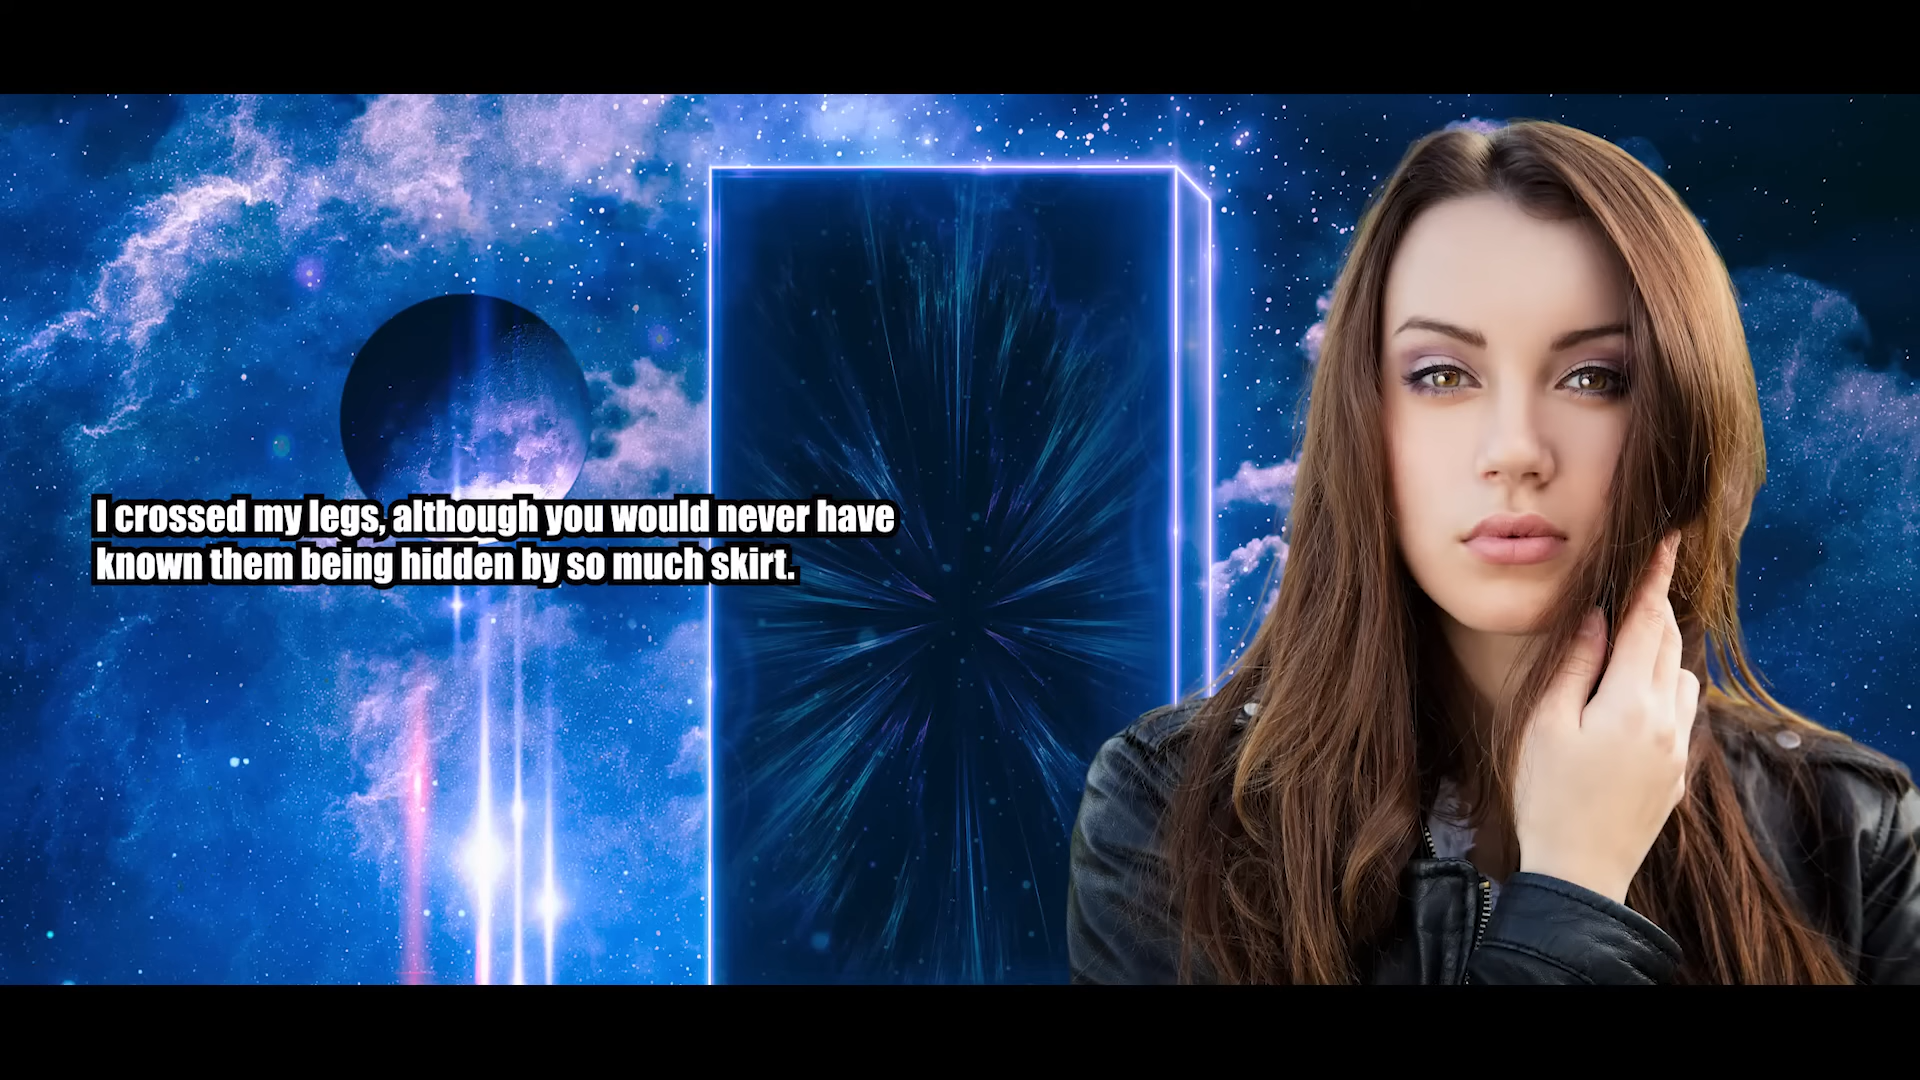 I crossed my legs, although you would never have
known them being hidden by so much skirt.